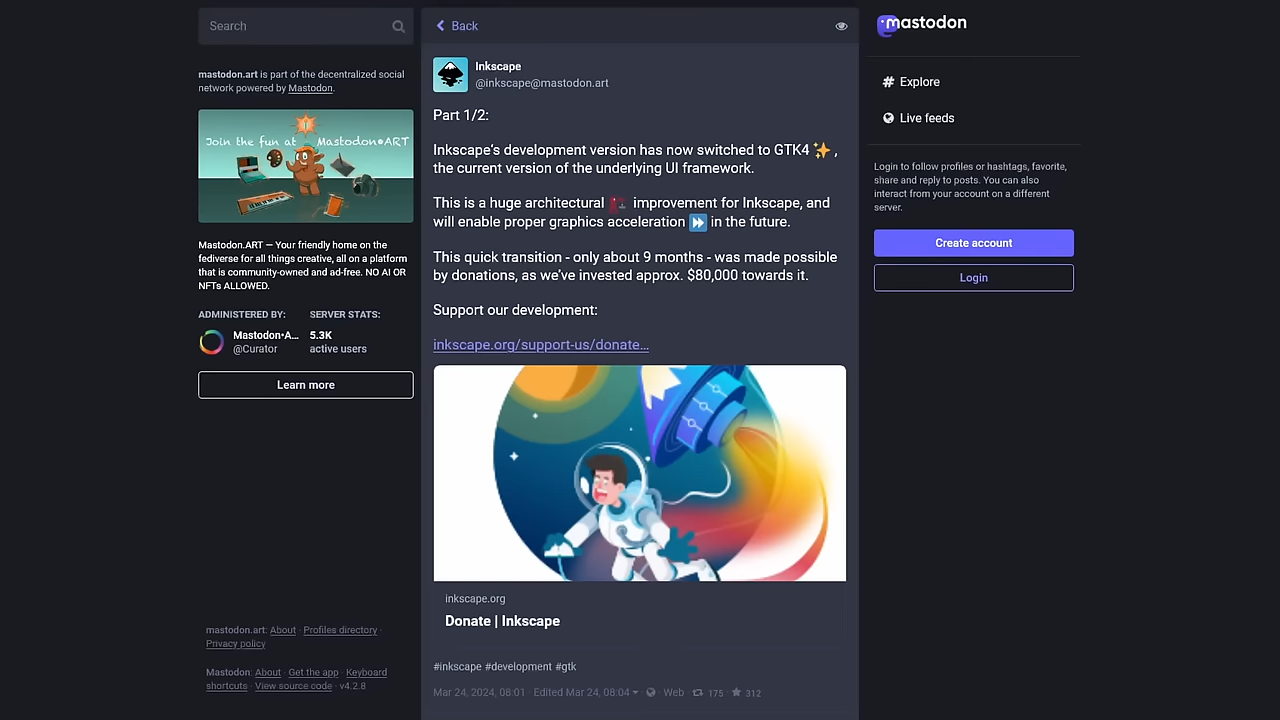 Search
mastodon.art is part of the decentralized social
network powered by Mastodon.
Join the fun at Mastodon•ART
Mastodon.ART — Your friendly home on the
fediverse for all things creative, all on a platform
that is community-owned and ad-free. NO AI OR
NFTs ALLOWED.
ADMINISTERED BY:
Mastodon•A...
@Curator
SERVER STATS:
5.3K
active users
Learn more
mastodon.art: About · Profiles directory ·
Privacy policy
Mastodon: About · Get the app · Keyboard
shortcuts · View source code · v4.2.8
Back
Inkscape
@inkscape@mastodon.art
Part 1/2:
Inkscape's development version has now switched to GTK4 ✨ ,
the current version of the underlying UI framework.
This is a huge architectural improvement for Inkscape, and
will enable proper graphics acceleration ⏩ in the future.
This quick transition - only about 9 months - was made possible
by donations, as we've invested approx. $80,000 towards it.
Support our development:
inkscape.org/support-us/donate...
inkscape.org
Donate | Inkscape
#inkscape #development #gtk
Mar 24, 2024, 08:01 · Edited Mar 24, 08:04 · Web · 175 · 312
mastodon
# Explore
Live feeds
Login to follow profiles or hashtags, favorite,
share and reply to posts. You can also
interact from your account on a different
server.
Create account
Login